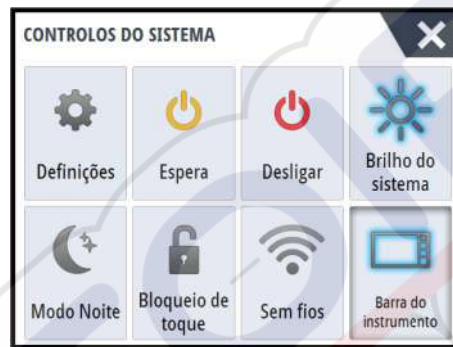 CONTROLOS DO SISTEMA
Definições
Espera
Desligar
Brilho do
sistema
Modo Noite
Bloqueio de
toque
Sem fios
Barra do
instrumento